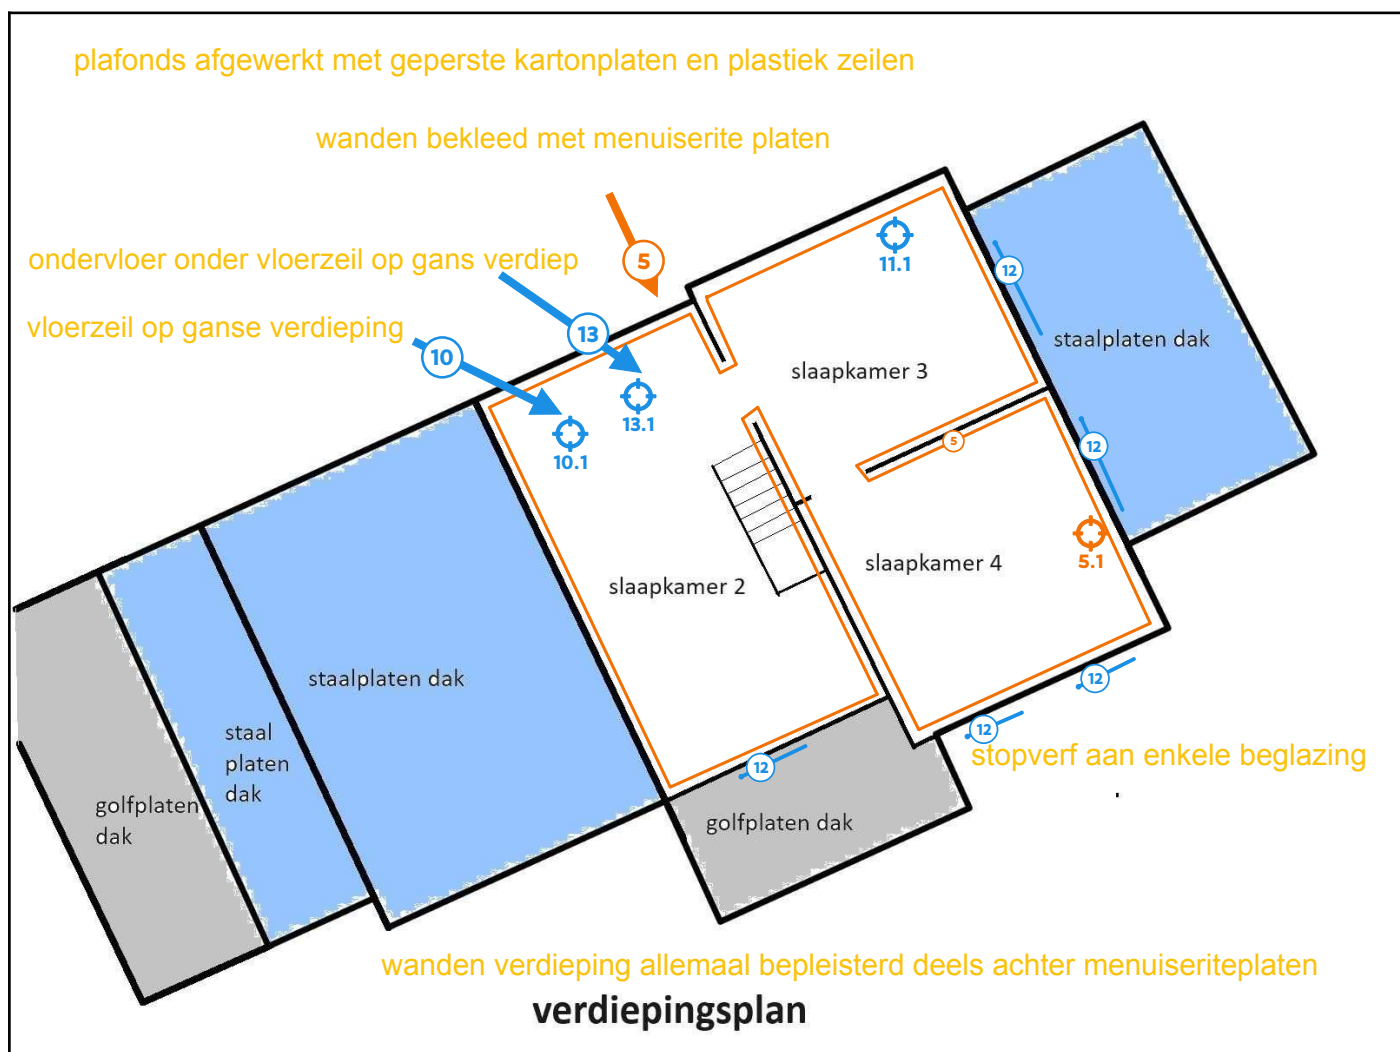 plafonds afgewerkt met geperste kartonplaten en plastiek zeilen
wanden bekleed met menuiserite platen
11.1
ondervloer onder vloerzeil op gans verdiep
5
12
vloerzeil op ganse verdieping
13
10
staalplaten dak
slaapkamer 3
13.1
10.1
5
12
slaapkamer 4
5.1
slaapkamer 2
staalplaten dak
12
12
staal
platen
dak
stopverf aan enkele beglazing
12
golfplaten
dak
golfplaten dak
wanden verdieping allemaal bepleisterd deels achter menuiseriteplaten
verdiepingsplan